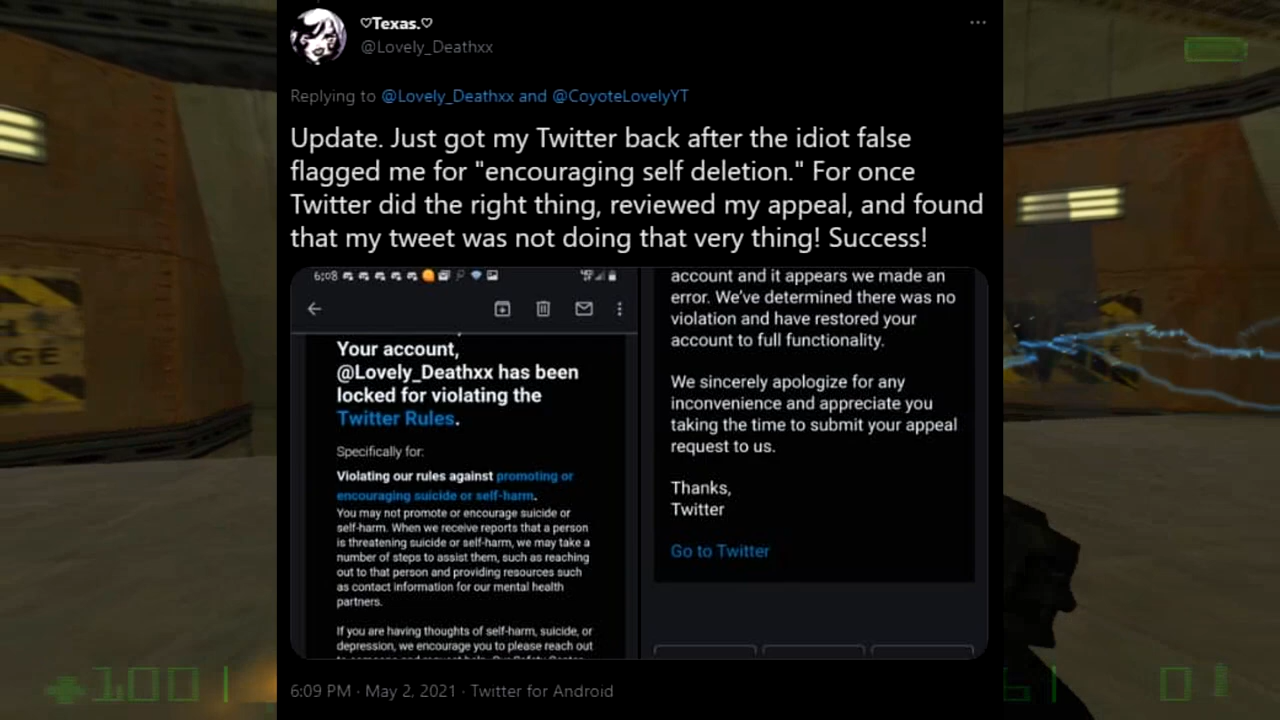 ♡Texas.♡
@Lovely_Deathxx
Replying to @Lovely_Deathxx and @CoyoteLovelyYT
Update. Just got my Twitter back after the idiot false
flagged me for "encouraging self deletion." For once
Twitter did the right thing, reviewed my appeal, and found
that my tweet was not doing that very thing! Success!
6:08
Your account,
@Lovely_Deathxx has been
locked for violating the
Twitter Rules.
Specifically for:
Violating our rules against promoting or
encouraging suicide or self-harm.
You may not promote or encourage suicide or
self-harm. When we receive reports that a person
is threatening suicide or self-harm, we may take a
number of steps to assist them, such as reaching
out to that person and providing resources such
as contact information for our mental health
partners.
If you are having thoughts of self-harm, suicide, or
depression, we encourage you to please reach out
account and it appears we made an
error. We've determined there was no
violation and have restored your
account to full functionality.
We sincerely apologize for any
inconvenience and appreciate you
taking the time to submit your appeal
request to us.
Thanks,
Twitter
Go to Twitter
6:09 PM · May 2, 2021 · Twitter for Android
100